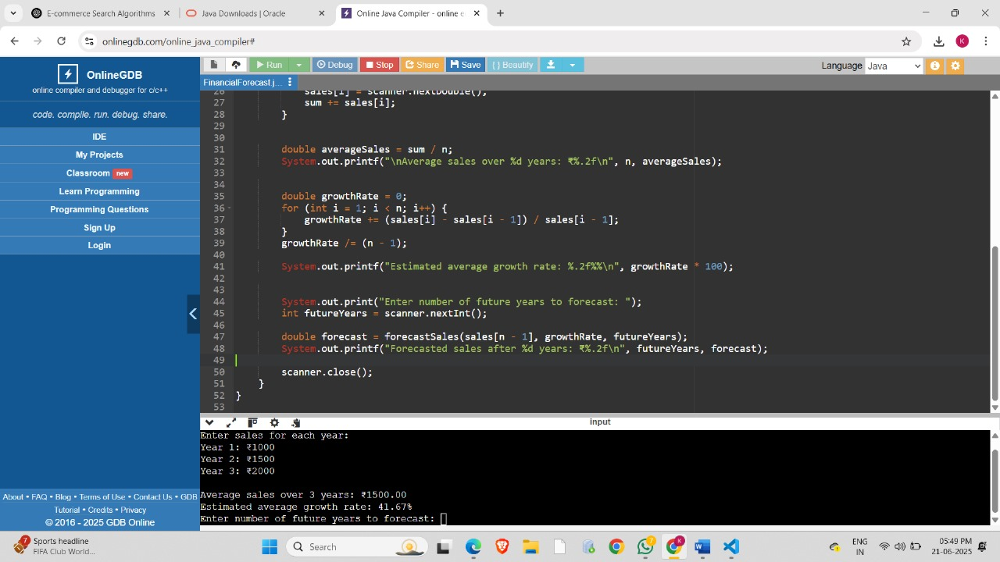 E-commerce Search Algorithms
Java Downloads | Oracle
Online Java Compiler - online e
onlinegdb.com/online_java_compiler#
K
OnlineGDB
online compiler and debugger for c/c++
code. compile. run. debug. share.
IDE
My Projects
Classroom new
Learn Programming
Programming Questions
Sign Up
Login
About • FAQ • Blog • Terms of Use • Contact Us • GDB
Tutorial • Credits • Privacy
© 2016 - 2025 GDB Online
Run Debug Stop Share Save { } Beautify
Language Java
FinancialForecast.j...
26 sales[i] = scanner.nextDouble();
27 sum += sales[i];
28 }
29
30
31 double averageSales = sum / n;
32 System.out.printf("\nAverage sales over %d years: ₹%.2f\n", n, averageSales);
33
34
35 double growthRate = 0;
36 for (int i = 1; i < n; i++) {
37 growthRate += (sales[i] - sales[i - 1]) / sales[i - 1];
38 }
39 growthRate /= (n - 1);
40
41 System.out.printf("Estimated average growth rate: %.2f%%\n", growthRate * 100);
42
43
44 System.out.print("Enter number of future years to forecast: ");
45 int futureYears = scanner.nextInt();
46
47 double forecast = forecastSales(sales[n - 1], growthRate, futureYears);
48 System.out.printf("Forecasted sales after %d years: ₹%.2f\n", futureYears, forecast);
49
50 scanner.close();
51 }
52 }
53
input
Enter sales for each year:
Year 1: ₹1000
Year 2: ₹1500
Year 3: ₹2000
Average sales over 3 years: ₹1500.00
Estimated average growth rate: 41.67%
Enter number of future years to forecast:
7
Sports headline
FIFA Club World...
Search
7
K
ENG
IN
05:49 PM
21-06-2025